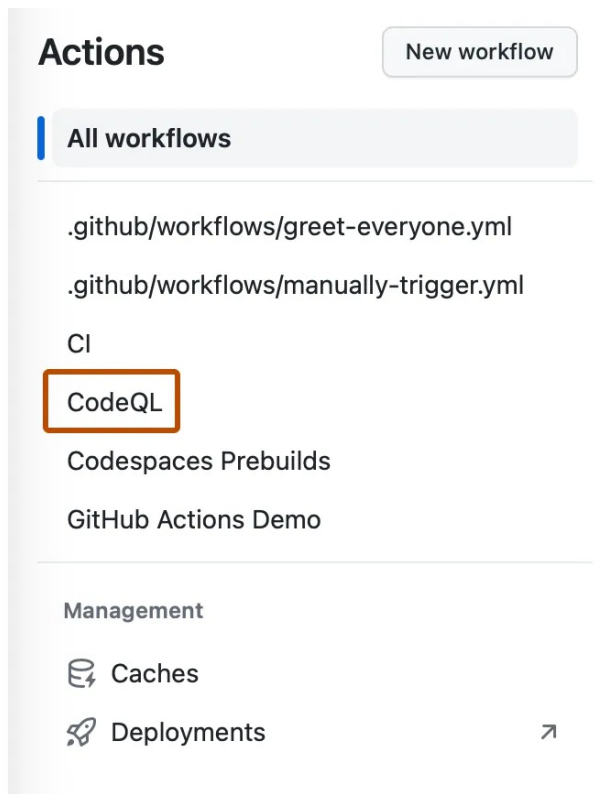 Actions
New workflow
All workflows
.github/workflows/greet-everyone.yml
.github/workflows/manually-trigger.yml
CI
CodeQL
Codespaces Prebuilds
GitHub Actions Demo
Management
Caches
Deployments